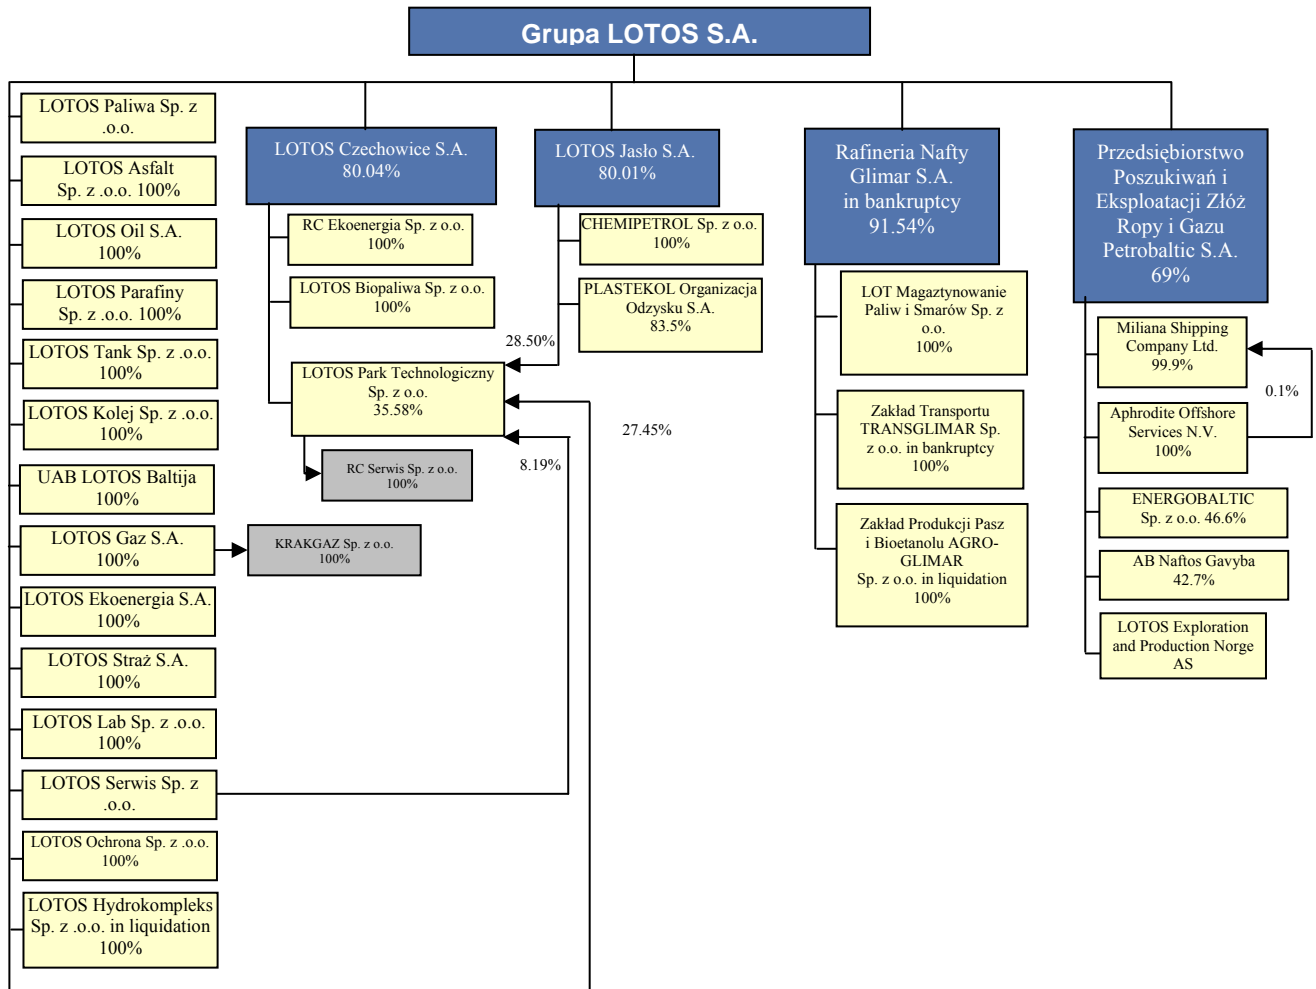 Grupa LOTOS S.A.
LOTOS Paliwa Sp. z
.o.o.
LOTOS Asfalt
Sp. z .o.o. 100%
LOTOS Oil S.A.
100%
LOTOS Parafiny
Sp. z .o.o. 100%
LOTOS Tank Sp. z .o.o.
100%
LOTOS Kolej Sp. z .o.o.
100%
UAB LOTOS Baltija
100%
LOTOS Gaz S.A.
100%
KRAKGAZ Sp. z o.o.
100%
LOTOS Ekoenergia S.A.
100%
LOTOS Straż S.A.
100%
LOTOS Lab Sp. z .o.o.
100%
LOTOS Serwis Sp. z
.o.o.
LOTOS Ochrona Sp. z .o.o.
100%
LOTOS Hydrokompleks
Sp. z .o.o. in liquidation
100%
LOTOS Czechowice S.A.
80.04%
RC Ekoenergia Sp. z o.o.
100%
LOTOS Biopaliwa Sp. z o.o.
100%
LOTOS Park Technologiczny
Sp. z o.o.
35.58%
RC Serwis Sp. z o.o.
100%
LOTOS Jasło S.A.
80.01%
CHEMIPETROL Sp. z o.o.
100%
PLASTEKOL Organizacja
Odzysku S.A.
83.5%
28.50%
27.45%
8.19%
Rafineria Nafty
Glimar S.A.
in bankruptcy
91.54%
LOT Magaztynowanie
Paliw i Smarów Sp. z
o.o.
100%
Zakład Transportu
TRANSGLIMAR Sp.
z o.o. in bankruptcy
100%
Zakład Produkcji Pasz
i Bioetanolu AGRO-
GLIMAR
Sp. z o.o. in liquidation
100%
Przedsiębiorstwo
Poszukiwań i
Eksploatacji Złóż
Ropy i Gazu
Petrobaltic S.A.
69%
Miliana Shipping
Company Ltd.
99.9%
0.1%
Aphrodite Offshore
Services N.V.
100%
ENERGOBALTIC
Sp. z o.o. 46.6%
AB Naftos Gavyba
42.7%
LOTOS Exploration
and Production Norge
AS